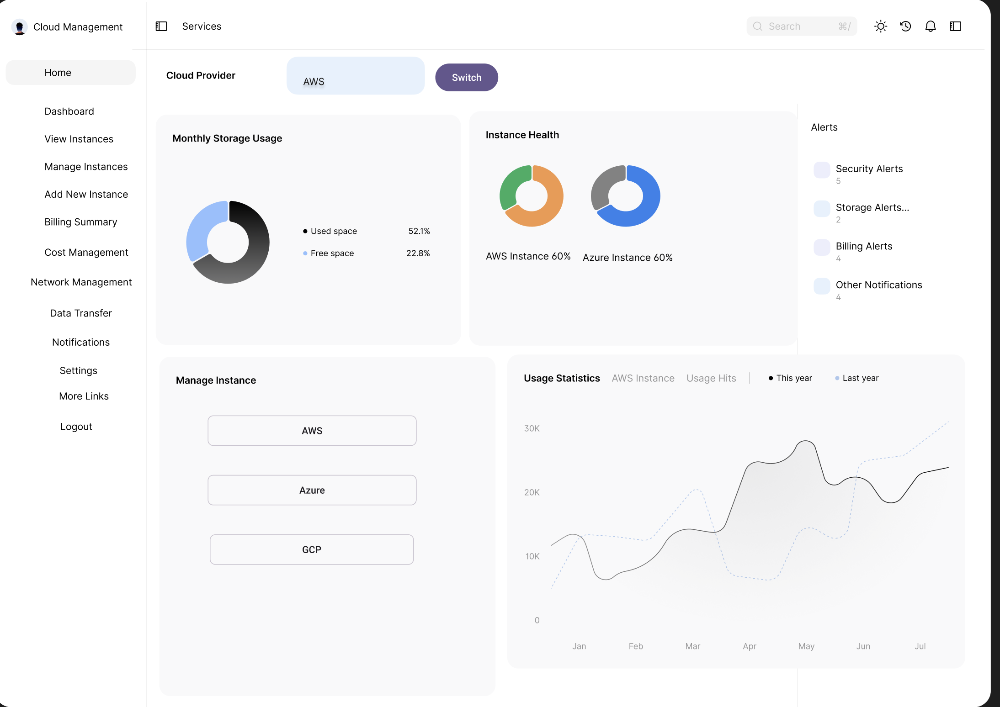 Cloud Management
Services
Search ⌘/
Home
Dashboard
View Instances
Manage Instances
Add New Instance
Billing Summary
Cost Management
Network Management
Data Transfer
Notifications
Settings
More Links
Logout
Cloud Provider
AWS
Switch
Monthly Storage Usage
Used space 52.1%
Free space 22.8%
Instance Health
AWS Instance 60%
Azure Instance 60%
Alerts
Security Alerts
5
Storage Alerts...
2
Billing Alerts
4
Other Notifications
4
Manage Instance
AWS
Azure
GCP
Usage Statistics AWS Instance Usage Hits This year Last year
30K
20K
10K
0
Jan Feb Mar Apr May Jun Jul